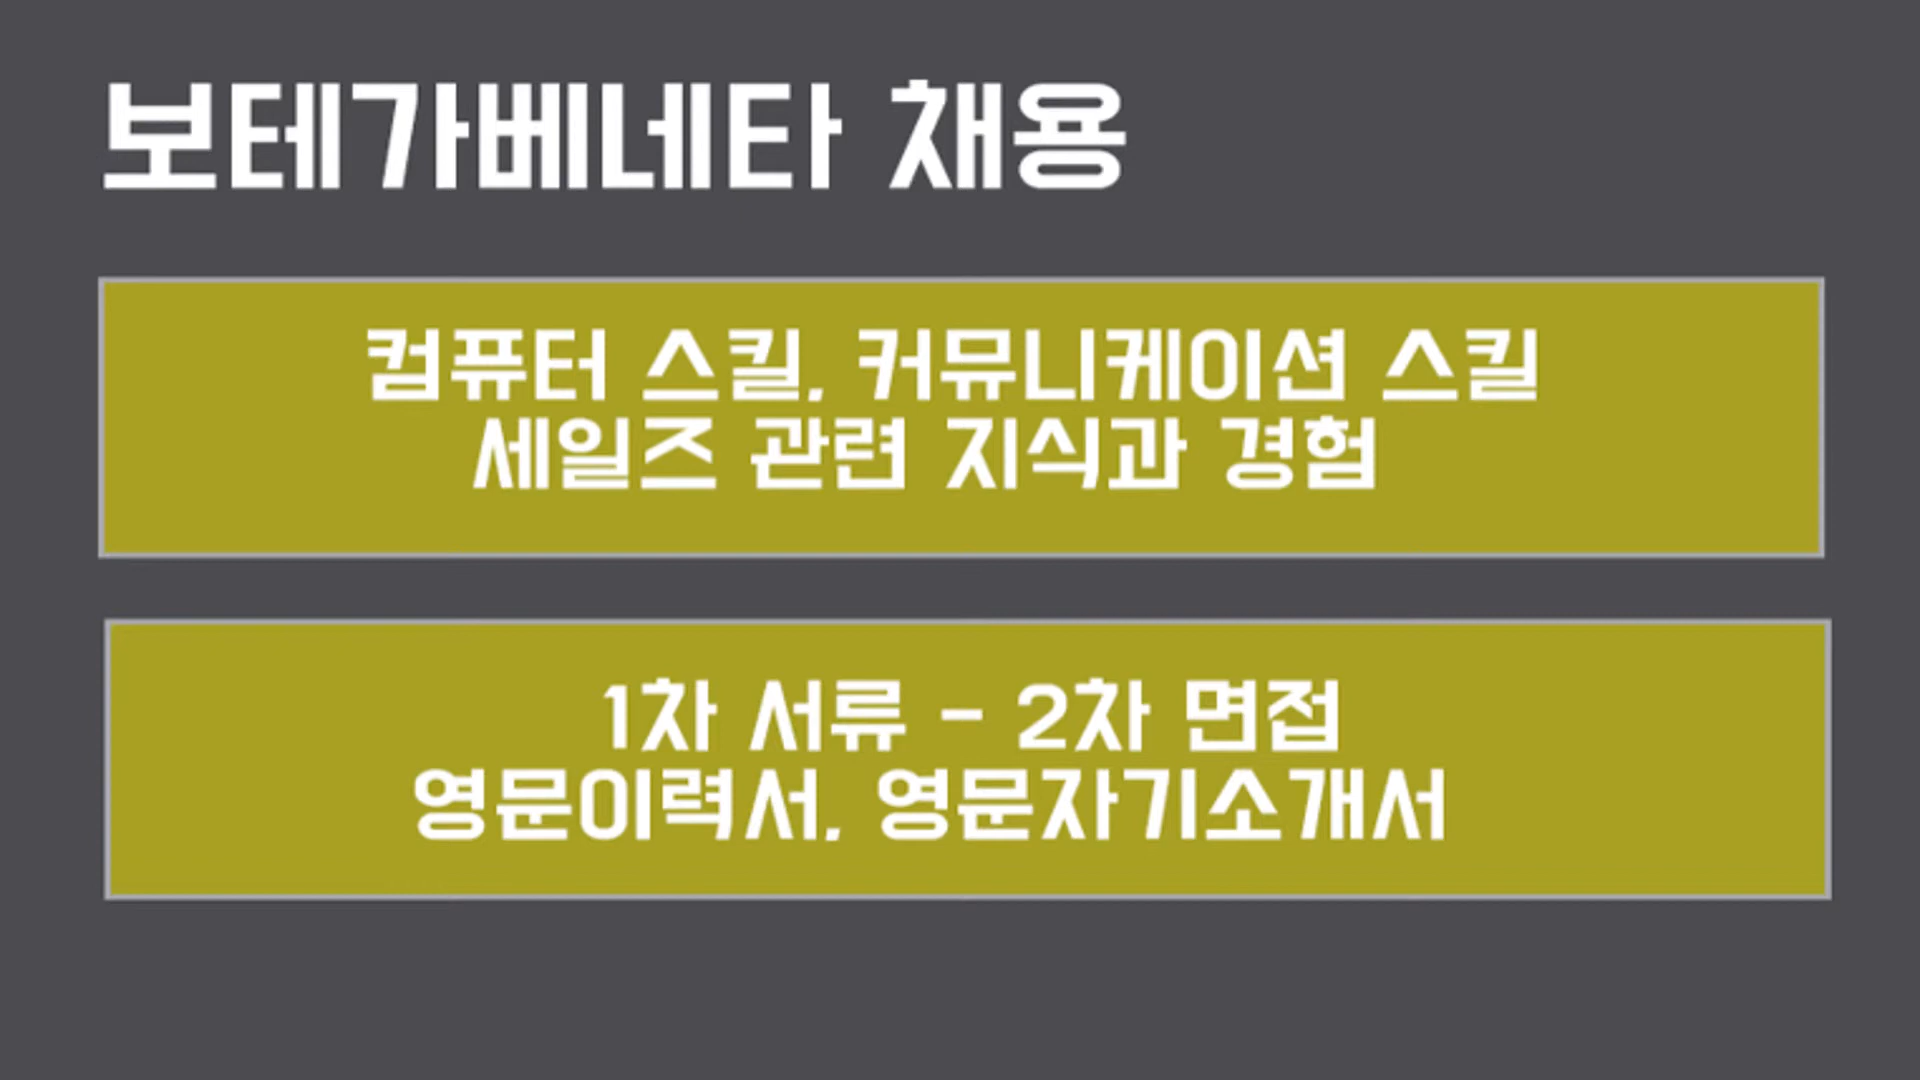 보테가베네타 채용
컴퓨터 스킬, 커뮤니케이션 스킬
세일즈 관련 지식과 경험
1차 서류 - 2차 면접
영문이력서, 영문자기소개서